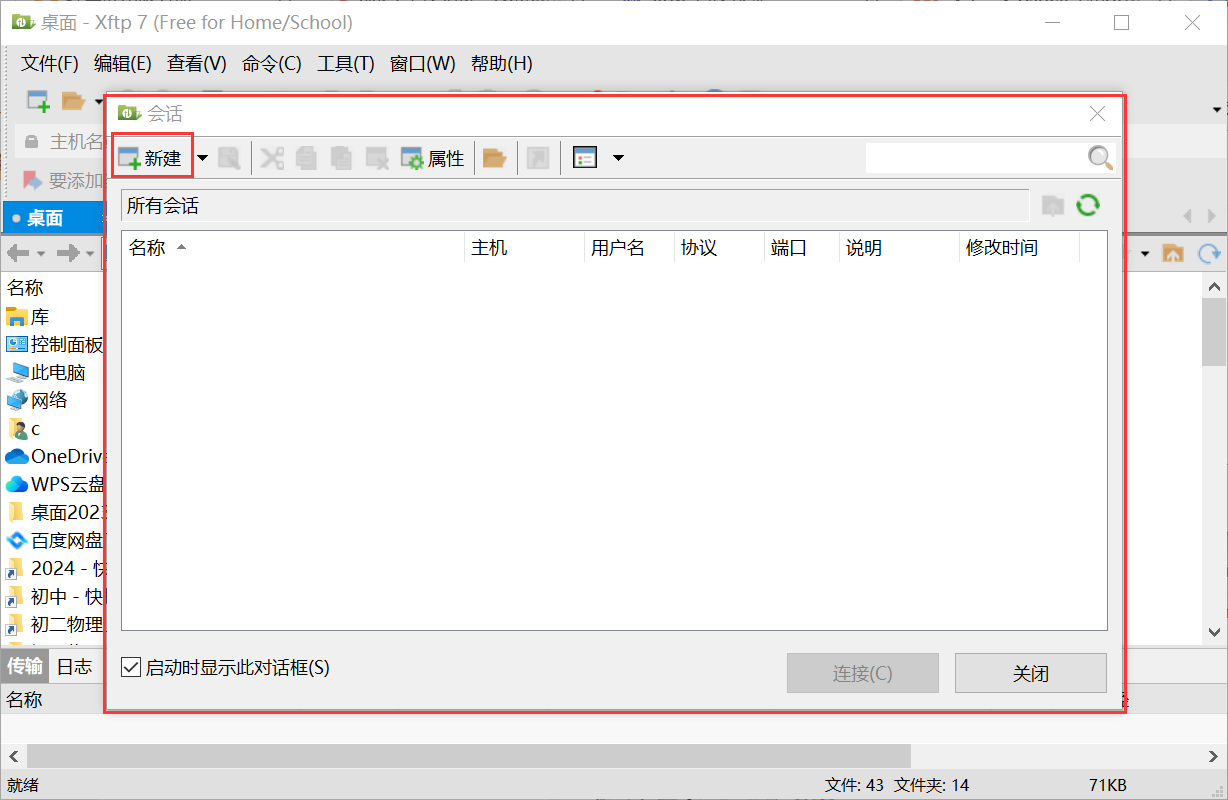 桌面 - Xftp 7 (Free for Home/School)
文件(F) 编辑(E) 查看(V) 命令(C) 工具(T) 窗口(W) 帮助(H)
会话
主机名
新建 属性
要添加
所有会话
桌面
名称 主机 用户名 协议 端口 说明 修改时间
名称
库
控制面板
此电脑
网络
c
OneDriv
WPS云盘
桌面202
百度网盘
2024 - 快
初中 - 快
初二物理
启动时显示此对话框(S)
连接(C) 关闭
传输 日志
名称
就绪 文件: 43 文件夹: 14 71KB